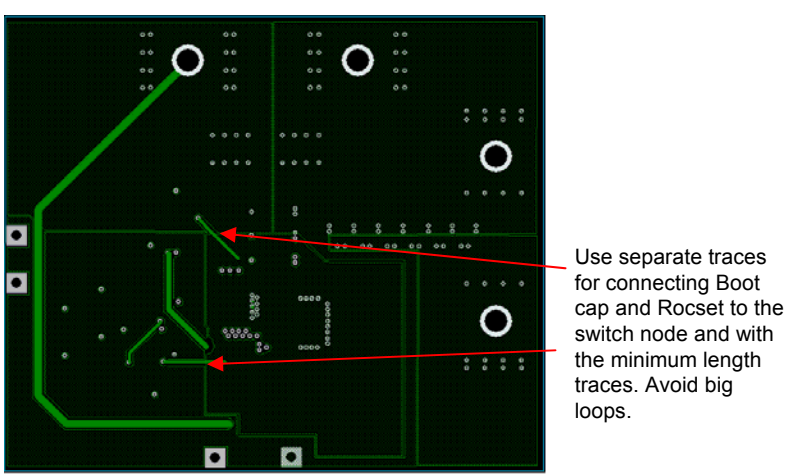 Use separate traces
for connecting Boot
cap and Rocset to the
switch node and with
the minimum length
traces. Avoid big
loops.